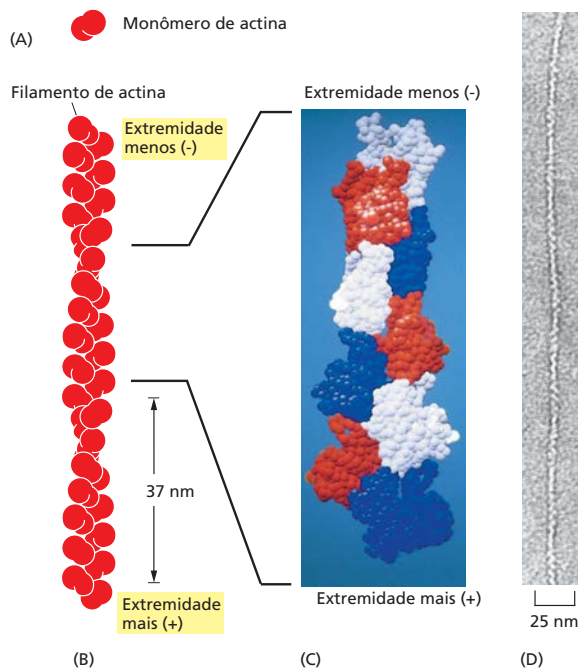 (A)
Monômero de actina
Filamento de actina
Extremidade
menos (-)
Extremidade menos (-)
37 nm
Extremidade
mais (+)
Extremidade mais (+)
25 nm
(B)
(C)
(D)